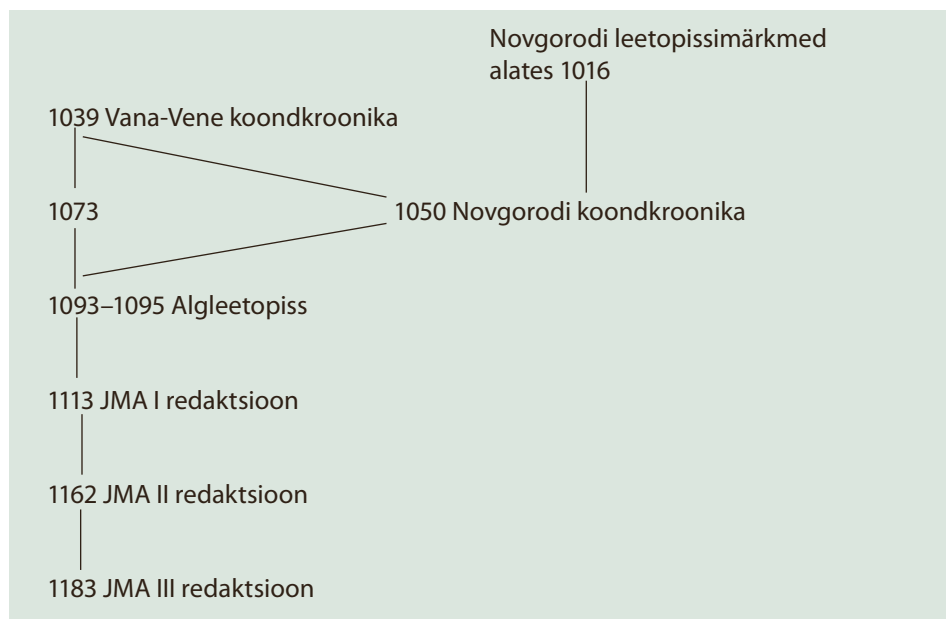 Novgorodi leetopissimärkmed
alates 1016
1039 Vana-Vene koondkroonika
1073
1050 Novgorodi koondkroonika
1093–1095 Algleetopiss
1113 JMA I redaktsioon
1162 JMA II redaktsioon
1183 JMA III redaktsioon